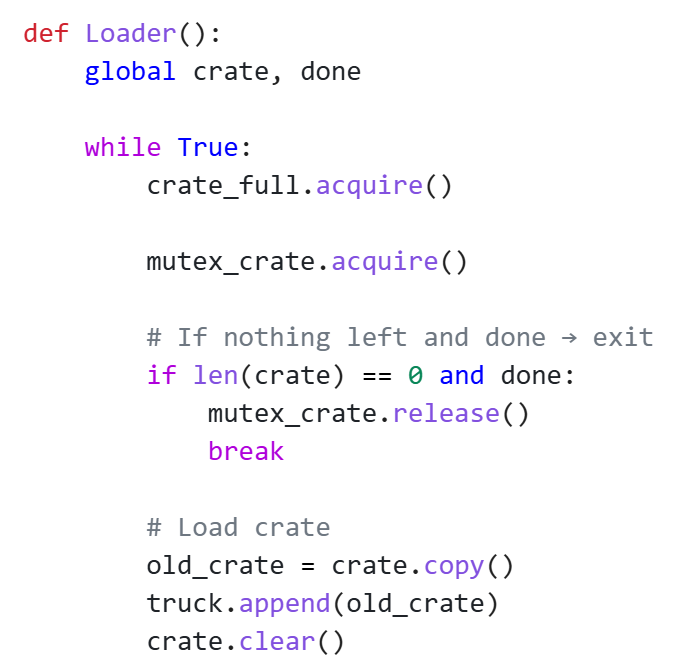 def Loader():
    global crate, done

    while True:
        crate_full.acquire()

        mutex_crate.acquire()

        # If nothing left and done → exit
        if len(crate) == 0 and done:
            mutex_crate.release()
            break

        # Load crate
        old_crate = crate.copy()
        truck.append(old_crate)
        crate.clear()